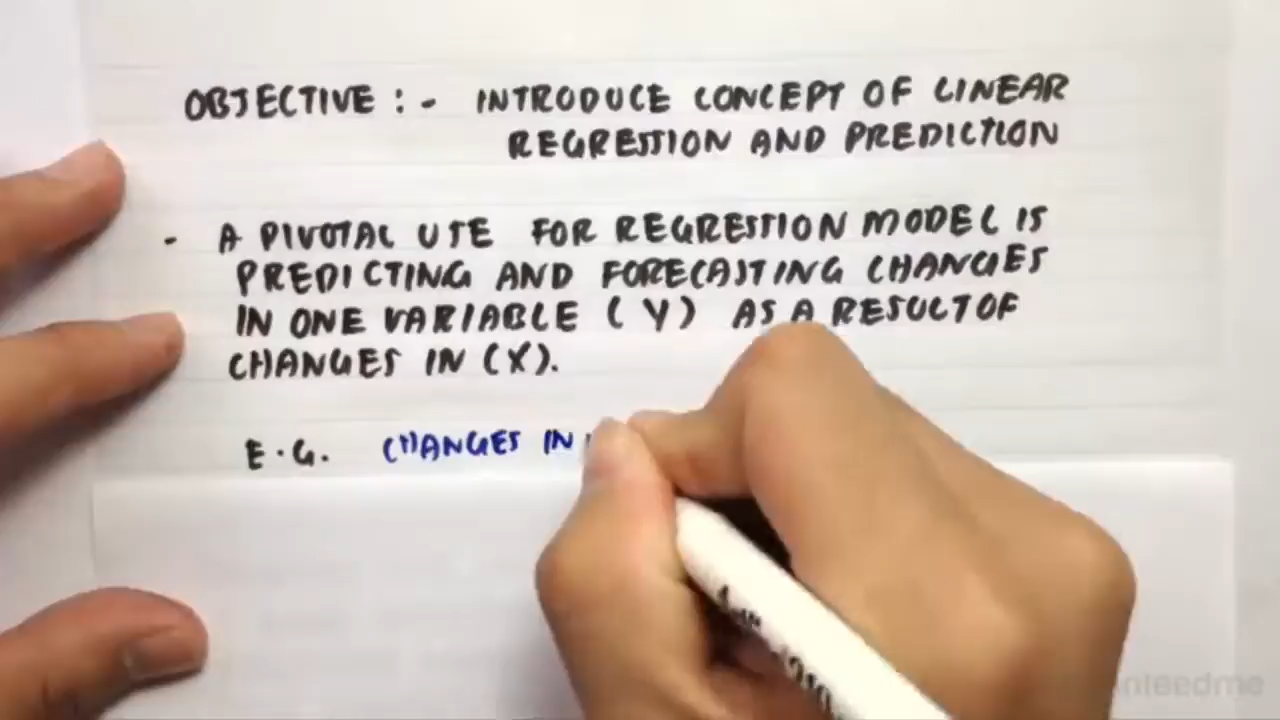 OBJECTIVE :- INTRODUCE CONCEPT OF LINEAR
REGRESSION AND PREDICTION
- A PIVOTAL USE FOR REGRESSION MODEL IS
PREDICTING AND FORECASTING CHANGES
IN ONE VARIABLE (Y) AS A RESULT OF
CHANGES IN (X).
E.G. CHANGES IN